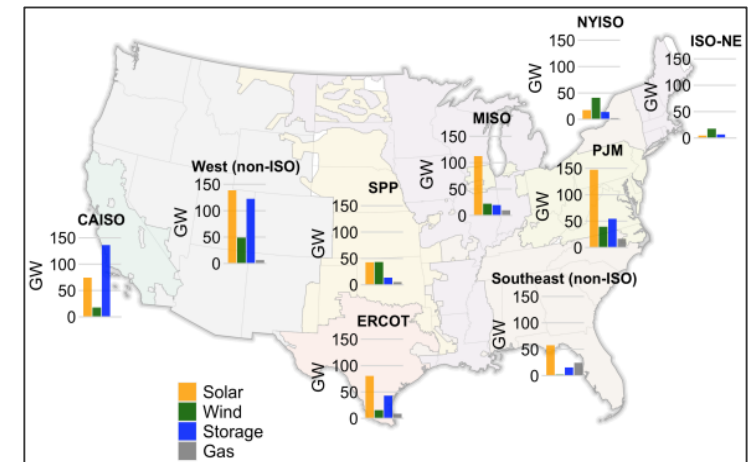 NYISO
150
100
50
0
GW
ISO-NE
150
100
50
0
GW
MISO
150
100
50
0
GW
PJM
150
100
50
0
GW
West (non-ISO)
150
100
50
0
GW
SPP
150
100
50
0
GW
CAISO
150
100
50
0
GW
Southeast (non-ISO)
150
100
50
0
GW
ERCOT
150
100
50
0
GW
Solar
Wind
Storage
Gas